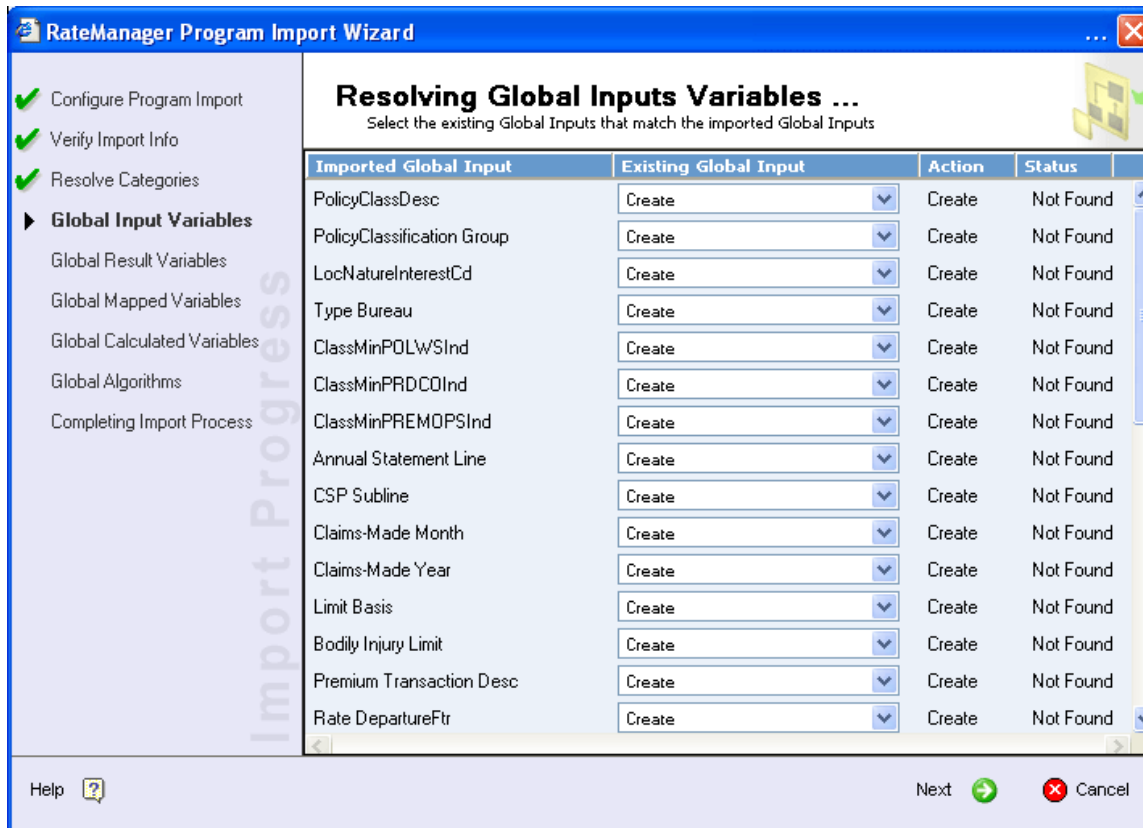 RateManager Program Import Wizard ...
Configure Program Import
Verify Import Info
Resolve Categories
Global Input Variables
Global Result Variables
Global Mapped Variables
Global Calculated Variables
Global Algorithms
Completing Import Process
Import Progress
Resolving Global Inputs Variables ...
Select the existing Global Inputs that match the imported Global Inputs
Imported Global Input Existing Global Input Action Status
PolicyClassDesc Create Create Not Found
PolicyClassification Group Create Create Not Found
LocNatureInterestCd Create Create Not Found
Type Bureau Create Create Not Found
ClassMinPOLWSInd Create Create Not Found
ClassMinPRDCOInd Create Create Not Found
ClassMinPREMOPSInd Create Create Not Found
Annual Statement Line Create Create Not Found
CSP Subline Create Create Not Found
Claims-Made Month Create Create Not Found
Claims-Made Year Create Create Not Found
Limit Basis Create Create Not Found
Bodily Injury Limit Create Create Not Found
Premium Transaction Desc Create Create Not Found
Rate DepartureFtr Create Create Not Found
Help ? Next Cancel